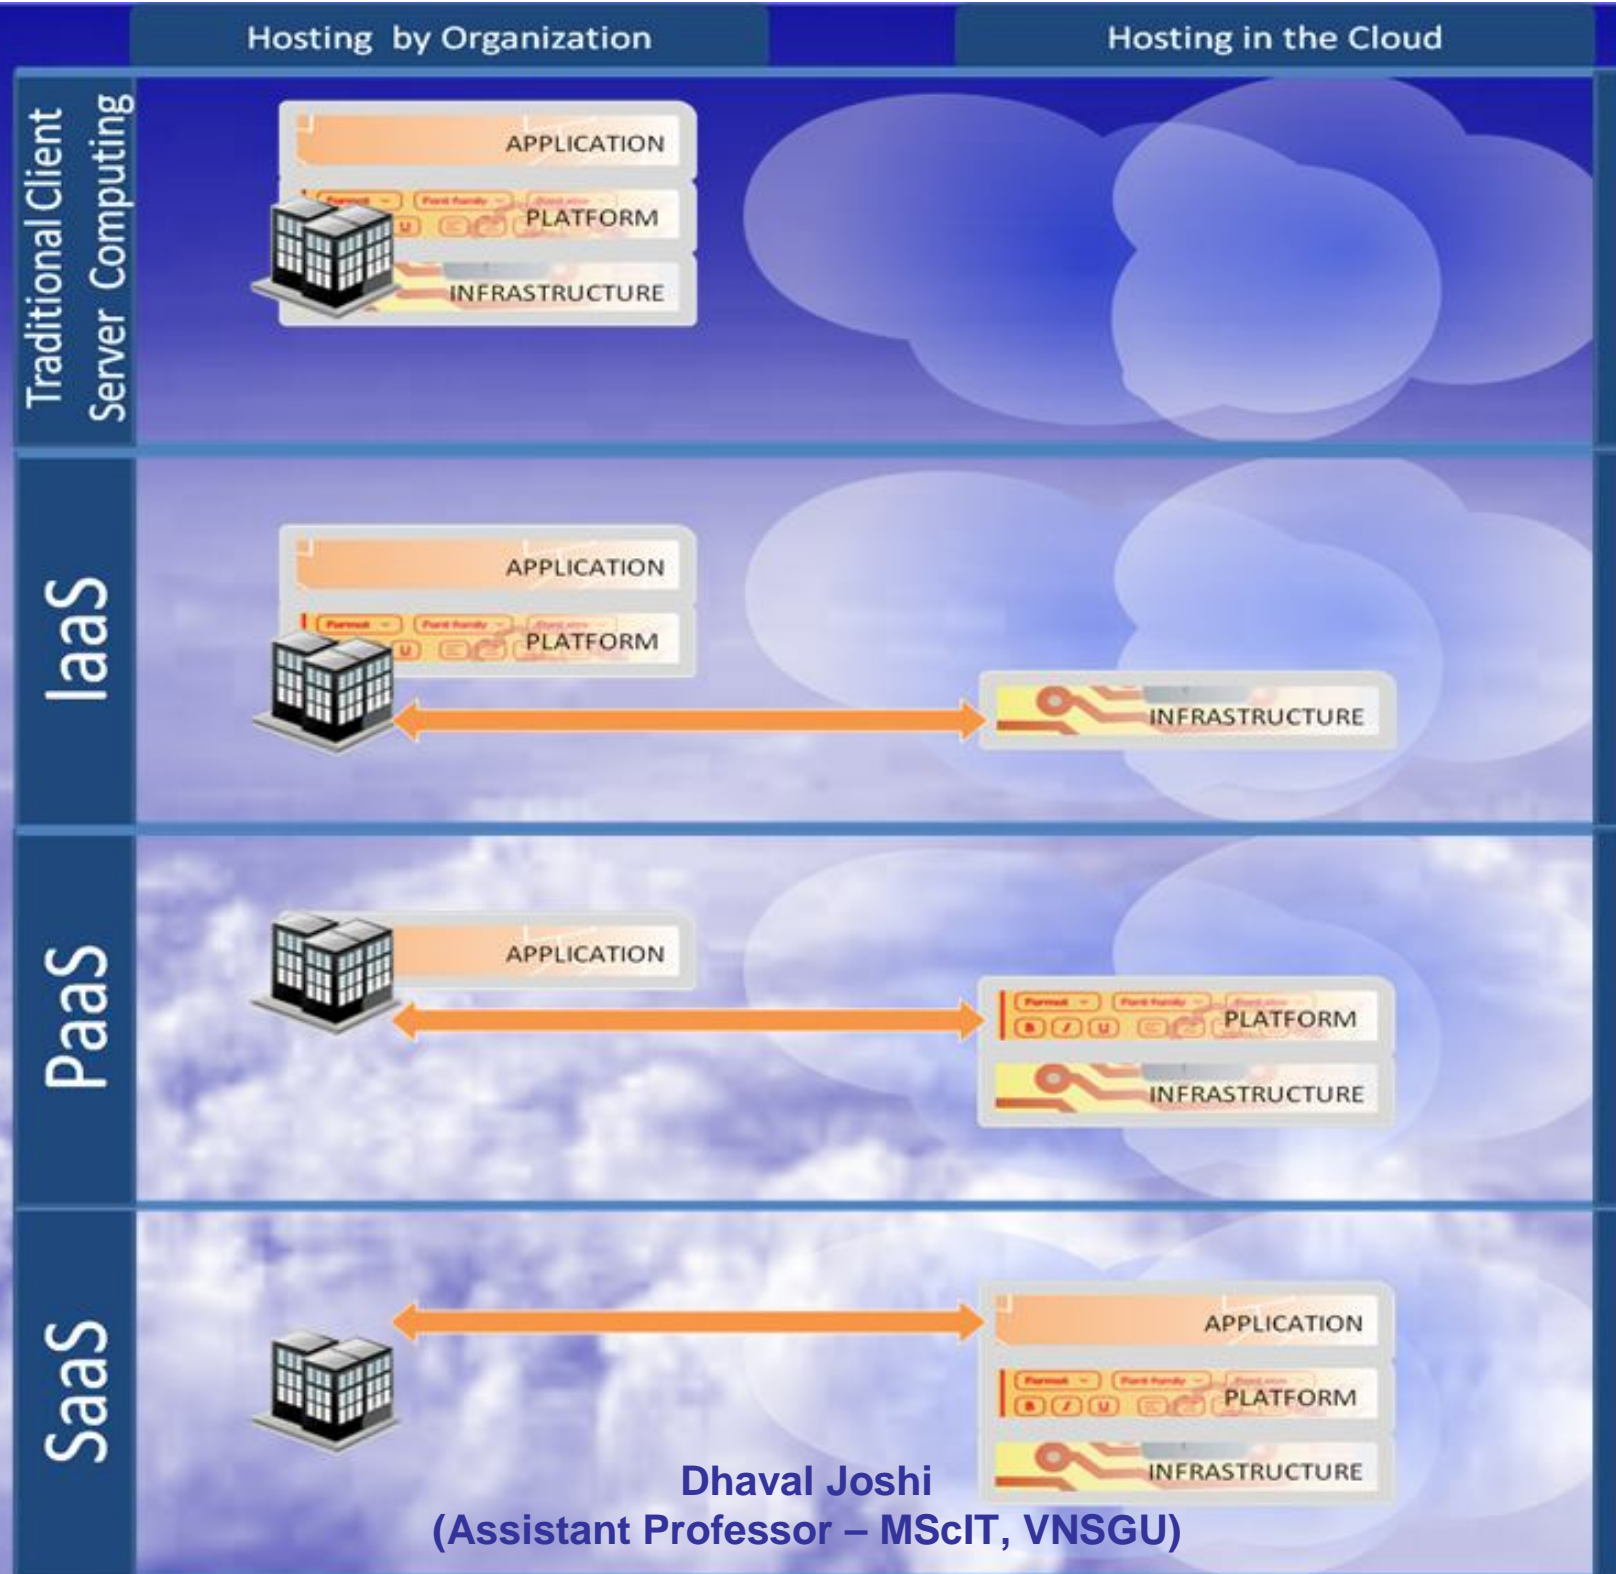 Hosting by Organization
Hosting in the Cloud
Traditional Client
Server Computing
APPLICATION
PLATFORM
INFRASTRUCTURE
IaaS
APPLICATION
PLATFORM
INFRASTRUCTURE
PaaS
APPLICATION
PLATFORM
INFRASTRUCTURE
SaaS
APPLICATION
PLATFORM
INFRASTRUCTURE
Dhaval Joshi
(Assistant Professor – MScIT, VNSGU)